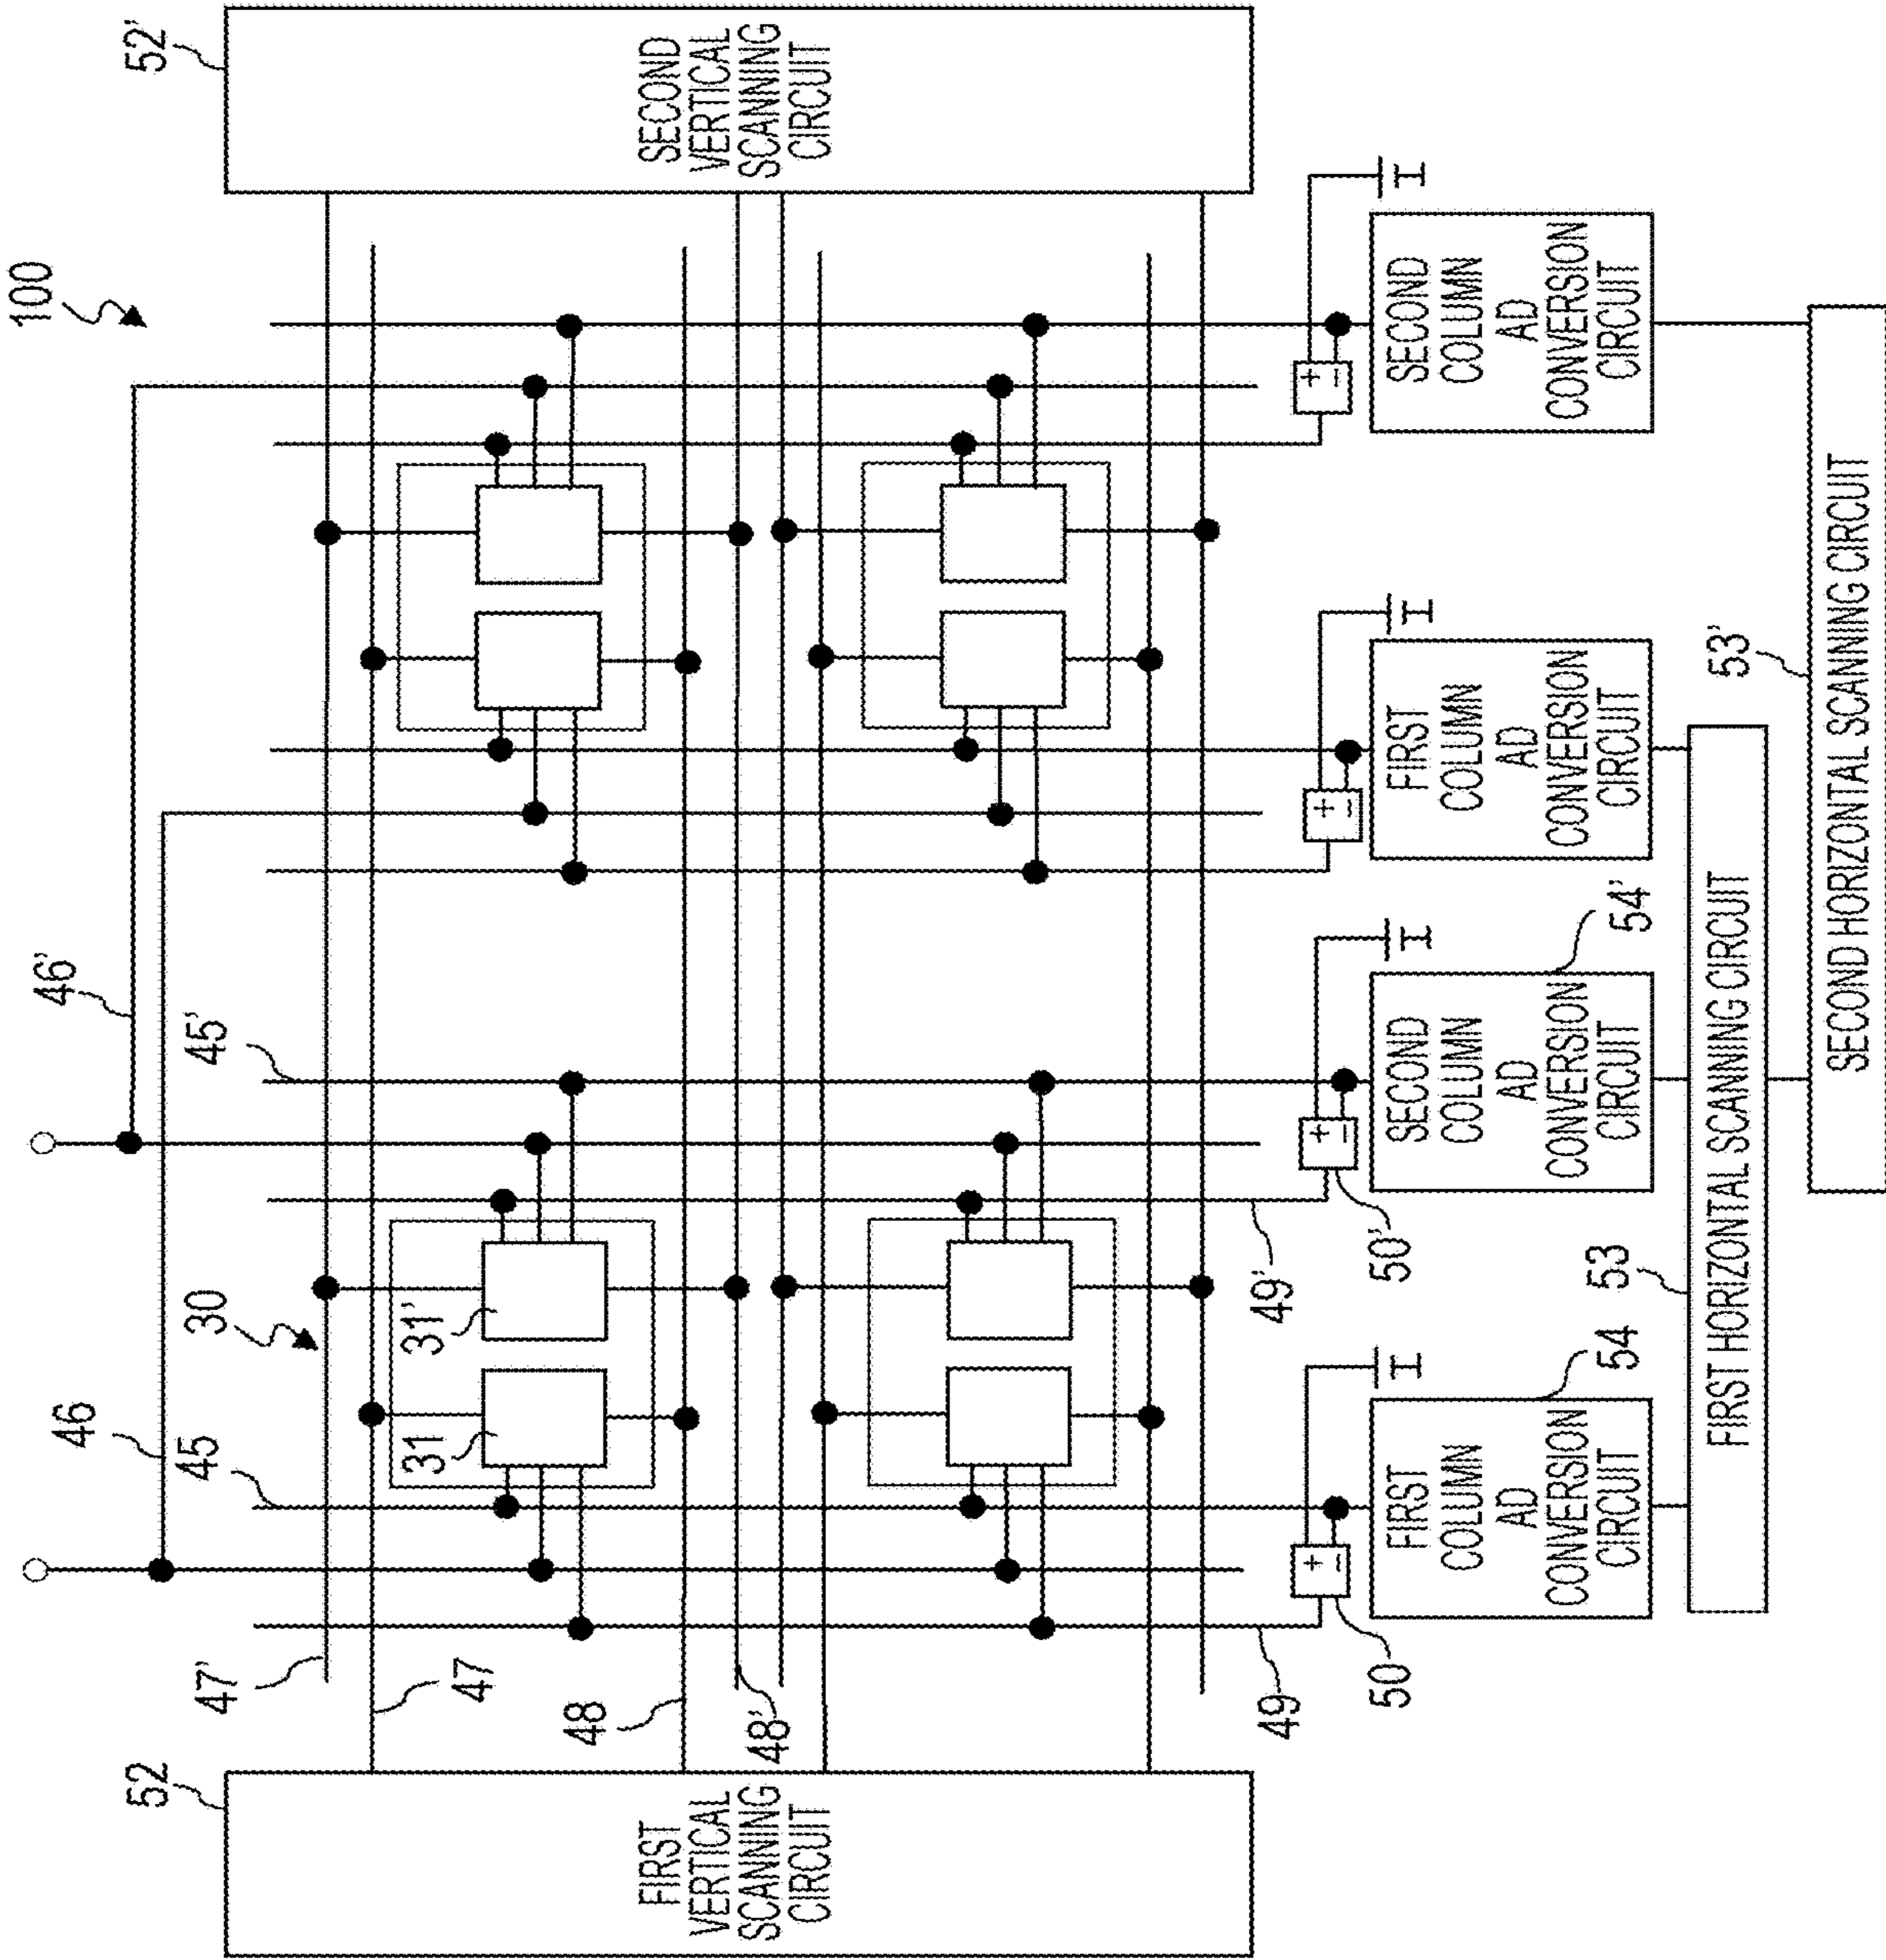 100
46
46'
45
45'
30
47'
47
31
31'
48
48'
52
FIRST
VERTICAL
SCANNING
CIRCUIT
52'
SECOND
VERTICAL
SCANNING
CIRCUIT
49
49'
50
50'
+
−
+
−
+
−
+
−
FIRST
COLUMN
AD
CONVERSION
CIRCUIT
54
SECOND
COLUMN
AD
CONVERSION
CIRCUIT
54'
FIRST
COLUMN
AD
CONVERSION
CIRCUIT
SECOND
COLUMN
AD
CONVERSION
CIRCUIT
53
FIRST HORIZONTAL SCANNING CIRCUIT
53'
SECOND HORIZONTAL SCANNING CIRCUIT